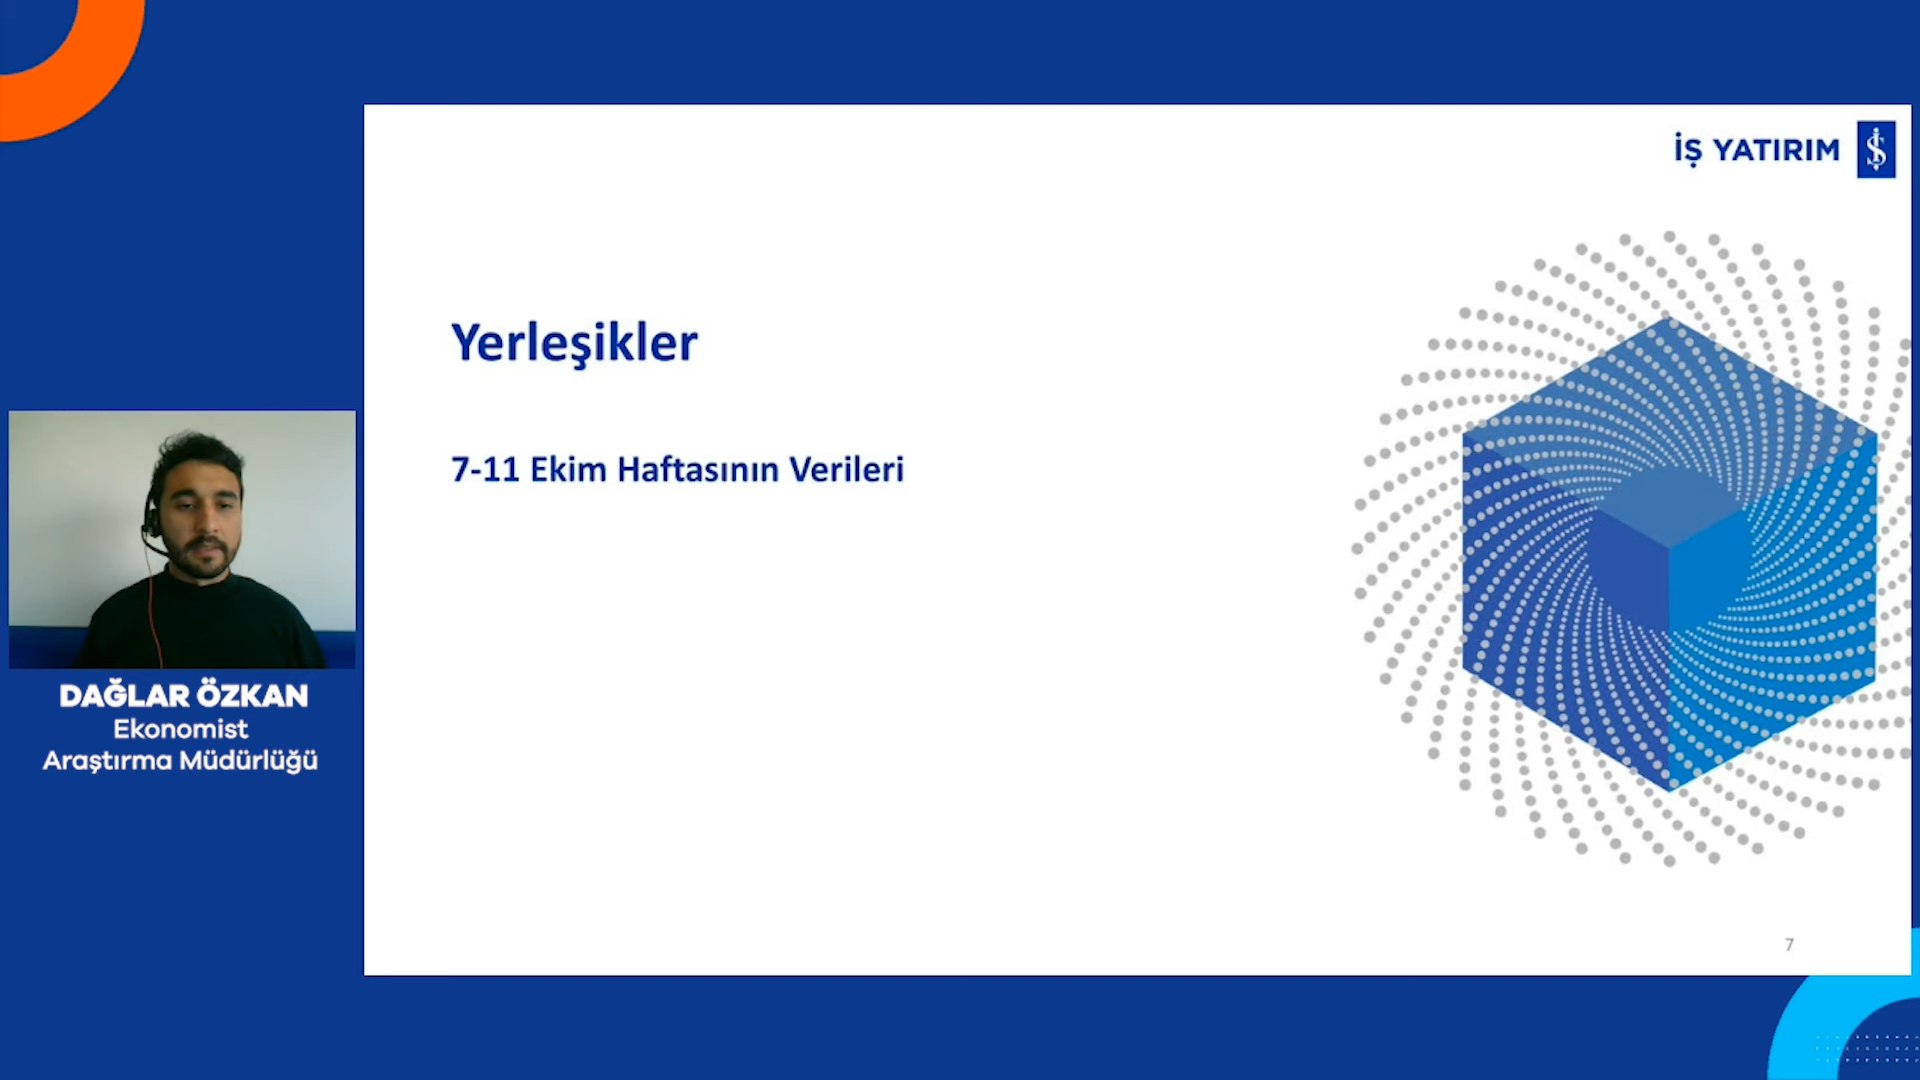 İŞ YATIRIM
Yerleşikler
7-11 Ekim Haftasının Verileri
DAĞLAR ÖZKAN
Ekonomist
Araştırma Müdürlüğü
7